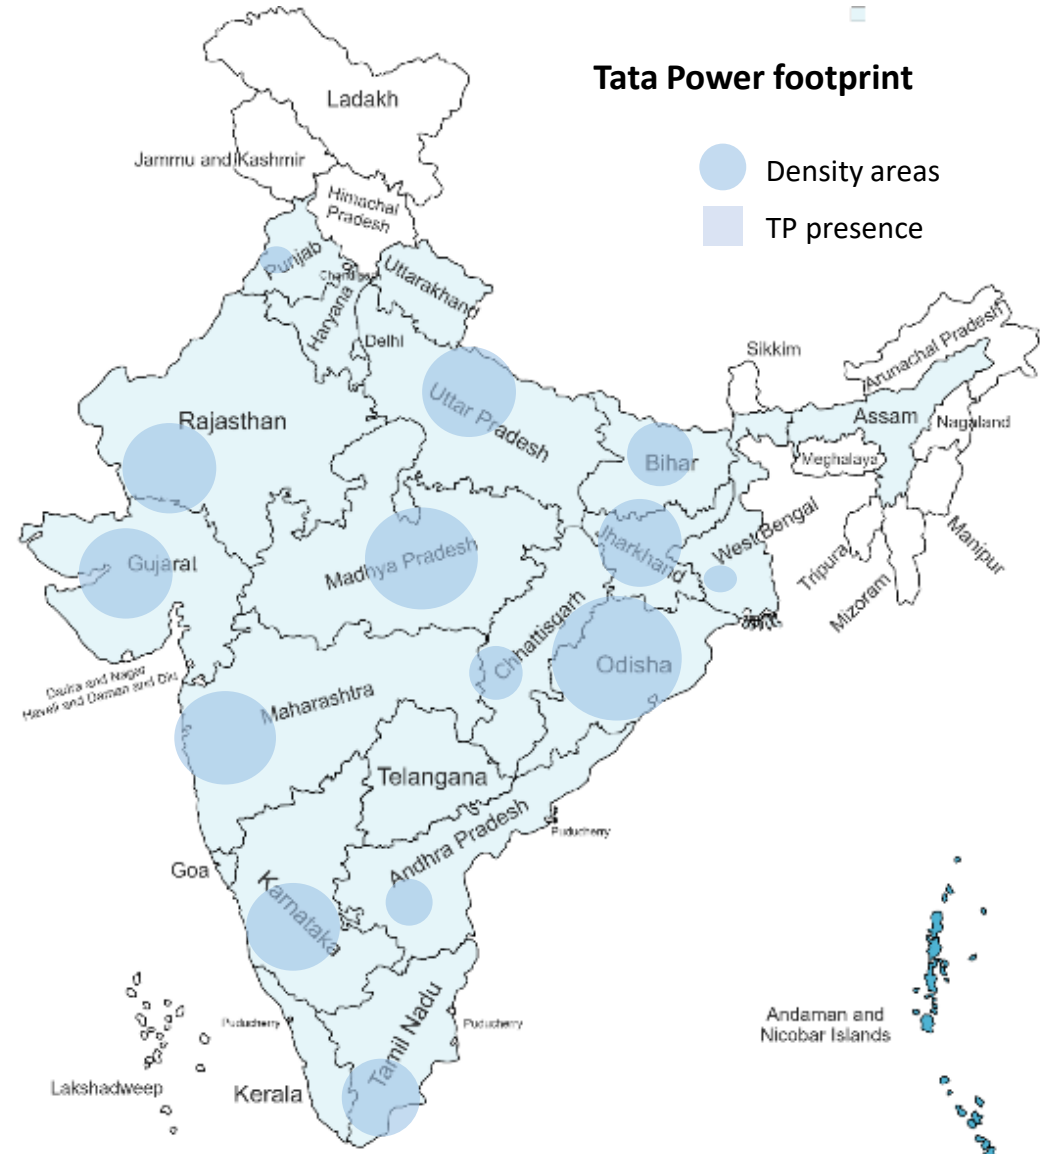 Tata Power footprint
Density areas
TP presence
Ladakh
Jammu and Kashmir
Himachal
Pradesh
Punjab
Uttarakhand
Haryana
Delhi
Sikkim
Arunachal Pradesh
Rajasthan
Uttar Pradesh
Assam
Nagaland
Bihar
Meghalaya
Gujarat
Madhya Pradesh
Jharkhand
West Bengal
Tripura
Mizoram
Manipur
Chhattisgarh
Odisha
Dadra and Nagar
Haveli and Daman and Diu
Maharashtra
Telangana
Andhra Pradesh
Puducherry
Goa
Karnataka
Andaman and
Nicobar Islands
Puducherry
Tamil Nadu
Puducherry
Lakshadweep
Kerala